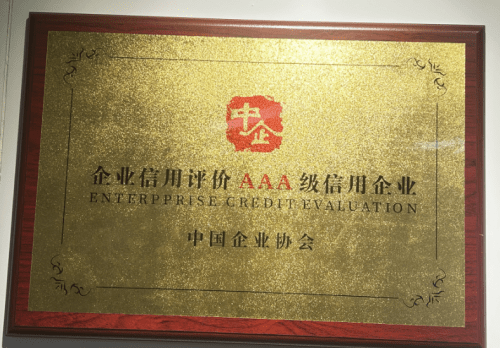 中企
企业信用评价AAA级信用企业
ENTERPPRISE CREDIT EVALUATION
中国企业协会